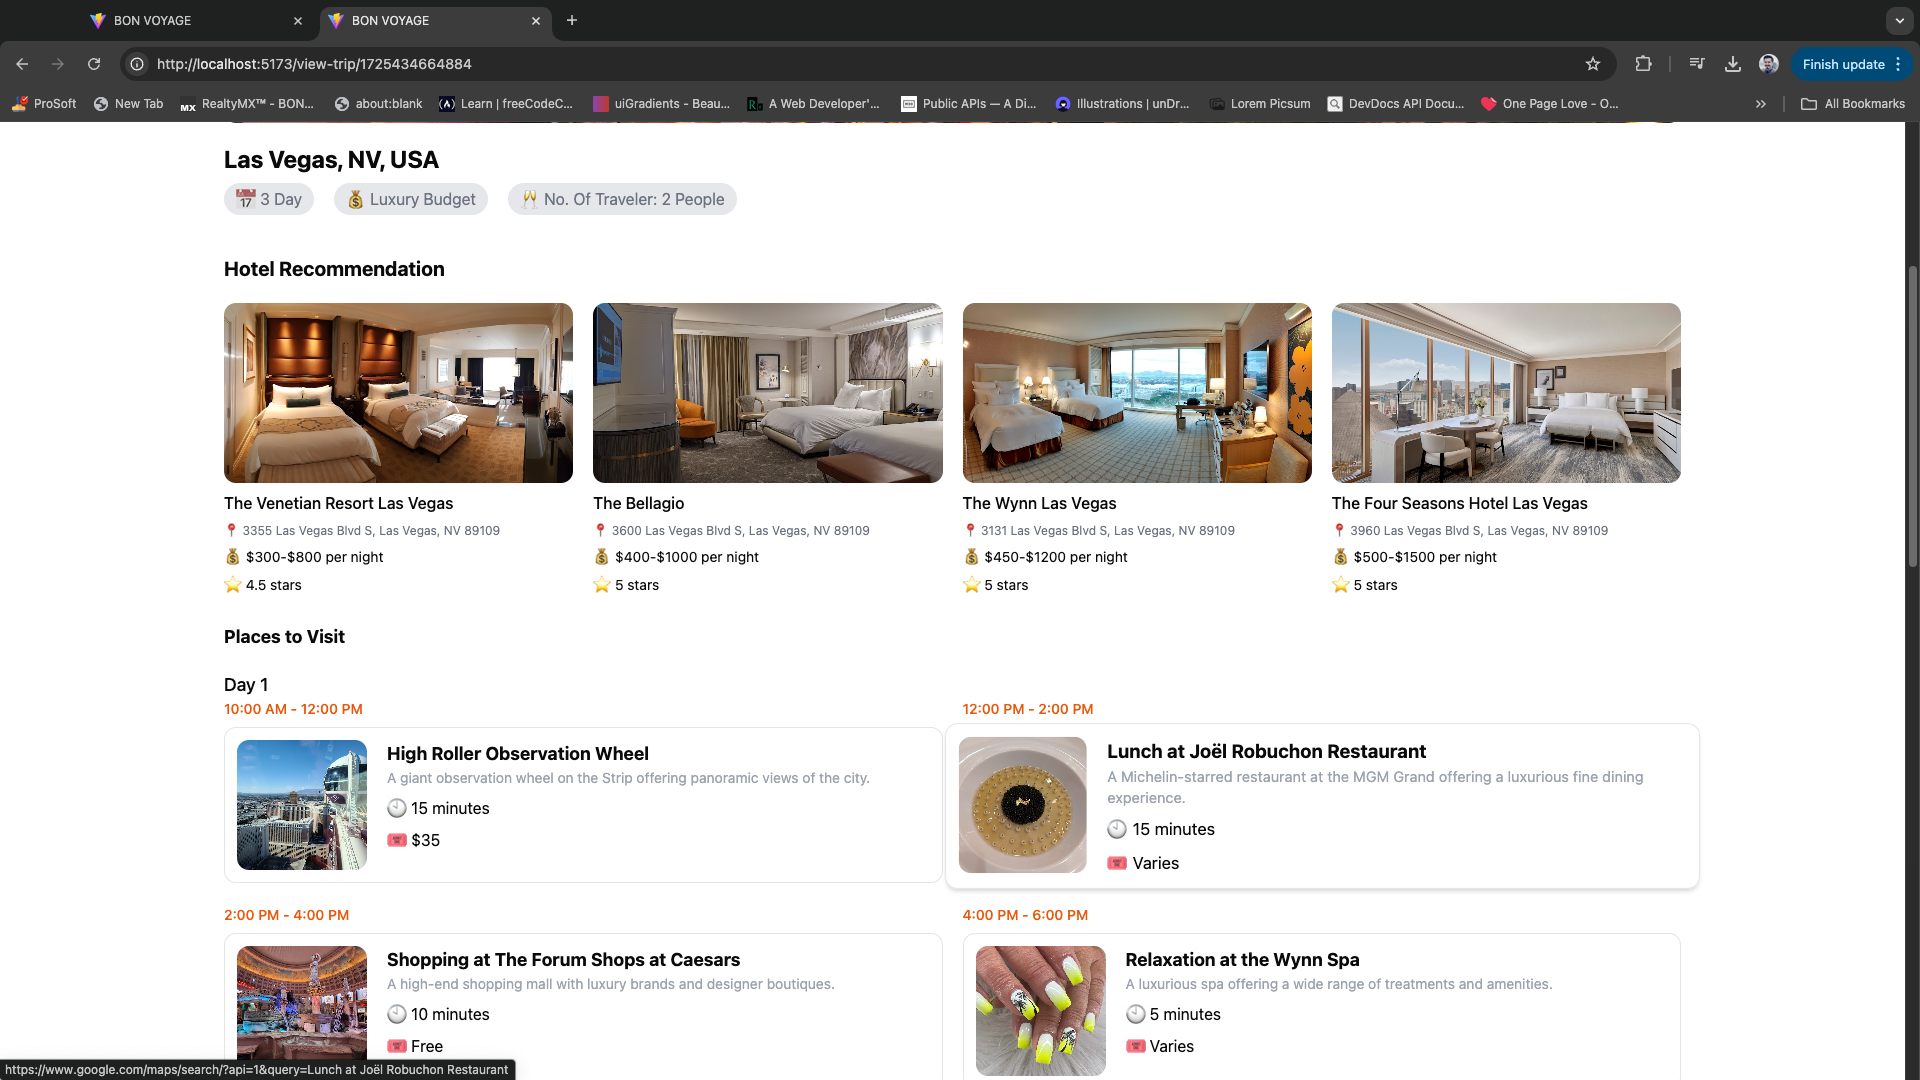 BON VOYAGE
BON VOYAGE
http://localhost:5173/view-trip/1725434664884
Finish update
ProSoft
New Tab
RealtyMX™ - BON...
about:blank
Learn | freeCodeC...
uiGradients - Beau...
A Web Developer'...
Public APIs — A Di...
Illustrations | unDr...
Lorem Picsum
DevDocs API Docu...
One Page Love - O...
All Bookmarks
Las Vegas, NV, USA
3 Day
Luxury Budget
No. Of Traveler: 2 People
Hotel Recommendation
The Venetian Resort Las Vegas
3355 Las Vegas Blvd S, Las Vegas, NV 89109
$300-$800 per night
4.5 stars
The Bellagio
3600 Las Vegas Blvd S, Las Vegas, NV 89109
$400-$1000 per night
5 stars
The Wynn Las Vegas
3131 Las Vegas Blvd S, Las Vegas, NV 89109
$450-$1200 per night
5 stars
The Four Seasons Hotel Las Vegas
3960 Las Vegas Blvd S, Las Vegas, NV 89109
$500-$1500 per night
5 stars
Places to Visit
Day 1
10:00 AM - 12:00 PM
High Roller Observation Wheel
A giant observation wheel on the Strip offering panoramic views of the city.
15 minutes
$35
12:00 PM - 2:00 PM
Lunch at Joël Robuchon Restaurant
A Michelin-starred restaurant at the MGM Grand offering a luxurious fine dining
experience.
15 minutes
Varies
2:00 PM - 4:00 PM
Shopping at The Forum Shops at Caesars
A high-end shopping mall with luxury brands and designer boutiques.
10 minutes
Free
4:00 PM - 6:00 PM
Relaxation at the Wynn Spa
A luxurious spa offering a wide range of treatments and amenities.
5 minutes
Varies
https://www.google.com/maps/search/?api=1&query=Lunch at Joël Robuchon Restaurant